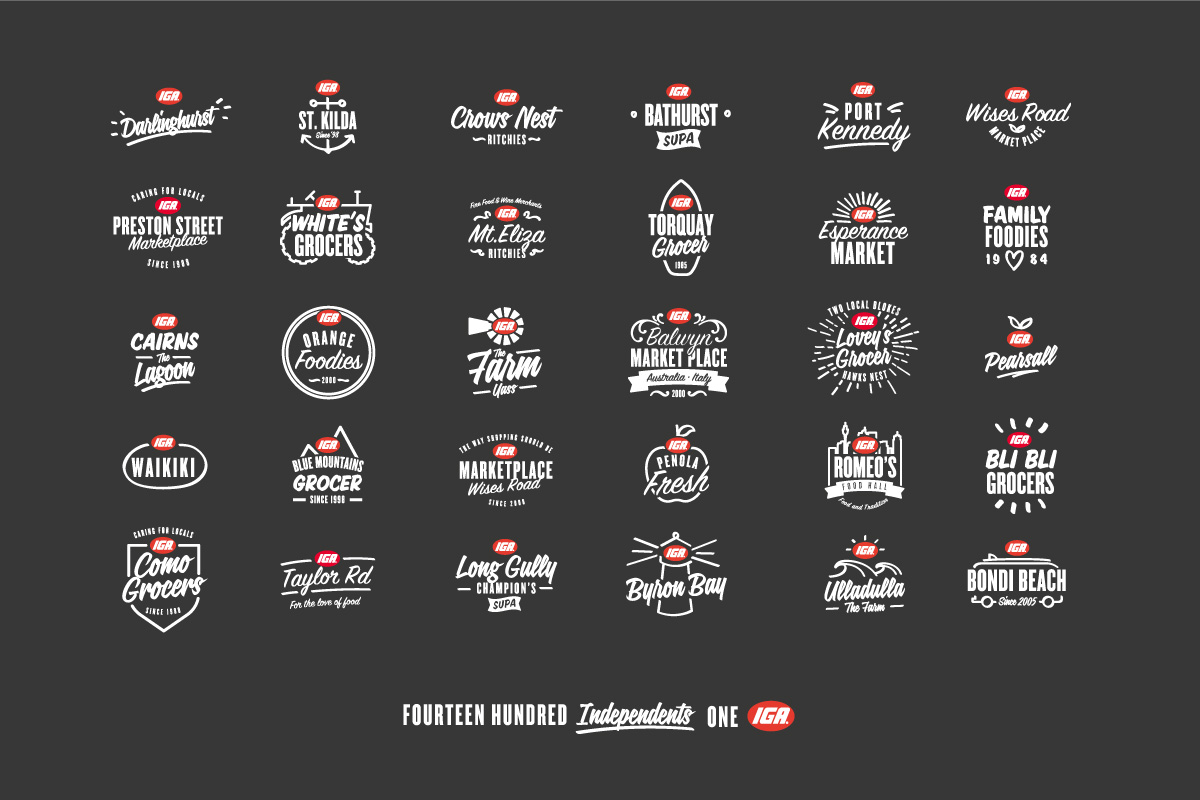 IGA
Darlinghurst
IGA
ST. KILDA
Since '98
IGA
Crows Nest
RITCHIES
IGA
BATHURST
SUPA
IGA
PORT
Kennedy
IGA
Wises Road
MARKET PLACE
CARING FOR LOCALS
IGA
PRESTON STREET
Marketplace
SINCE 1988
IGA
WHITE'S
GROCERS
Fine Food & Wine Merchants
IGA
Mt.Eliza
RITCHIES
IGA
TORQUAY
Grocer
1985
IGA
Esperance
MARKET
IGA
FAMILY
FOODIES
19 84
IGA
CAIRNS
The
Lagoon
IGA
ORANGE
Foodies
2000
IGA
The
Farm
Yass
IGA
Balwyn
MARKET PLACE
Australia · Italy
2000
TWO LOCAL BLOKES
IGA
Lovey's
Grocer
HAWKS NEST
IGA
Pearsall
IGA
WAIKIKI
IGA
BLUE MOUNTAINS
GROCER
SINCE 1998
THE WAY SHOPPING SHOULD BE
IGA
MARKETPLACE
Wises Road
SINCE 2000
IGA
PENOLA
Fresh
IGA
ROMEO'S
FOOD HALL
Food and Tradition
IGA
BLI BLI
GROCERS
CARING FOR LOCALS
IGA
Como
Grocers
SINCE 1988
IGA
Taylor Rd
For the love of food
IGA
Long Gully
CHAMPION'S
SUPA
IGA
Byron Bay
IGA
Ulladulla
The Farm
IGA
BONDI BEACH
Since 2005
FOURTEEN HUNDRED Independents ONE IGA